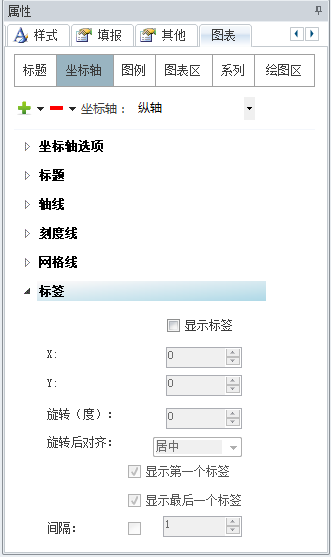 属性
样式 填报 其他 图表
标题 坐标轴 图例 图表区 系列 绘图区
坐标轴： 纵轴
坐标轴选项
标题
轴线
刻度线
网格线
标签
显示标签
X: 0
Y: 0
旋转（度）: 0
旋转后对齐: 居中
显示第一个标签
显示最后一个标签
间隔: 1